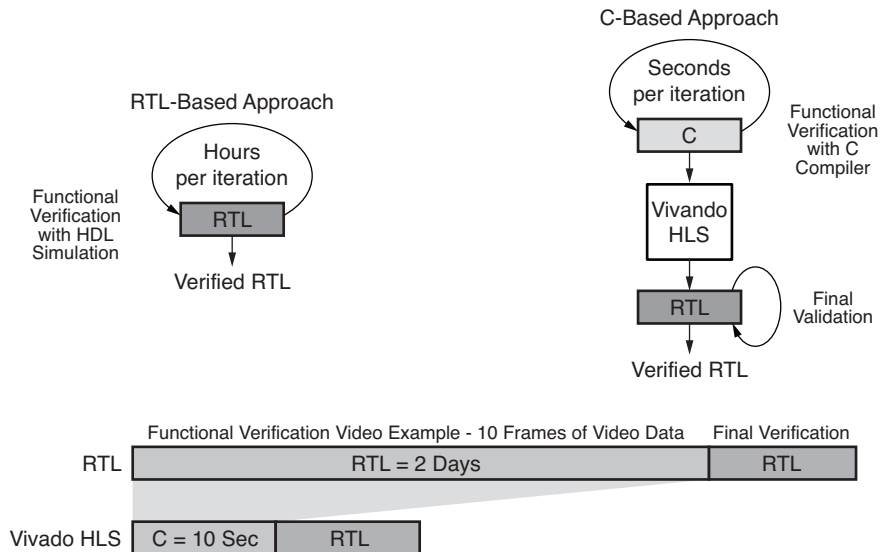 RTL-Based Approach
Hours
per iteration
RTL
Functional
Verification
with HDL
Simulation
Verified RTL
C-Based Approach
Seconds
per iteration
C
Functional
Verification
with C
Compiler
Vivando
HLS
RTL
Final
Validation
Verified RTL
Functional Verification Video Example - 10 Frames of Video Data
Final Verification
RTL
RTL = 2 Days
RTL
Vivado HLS
C = 10 Sec
RTL